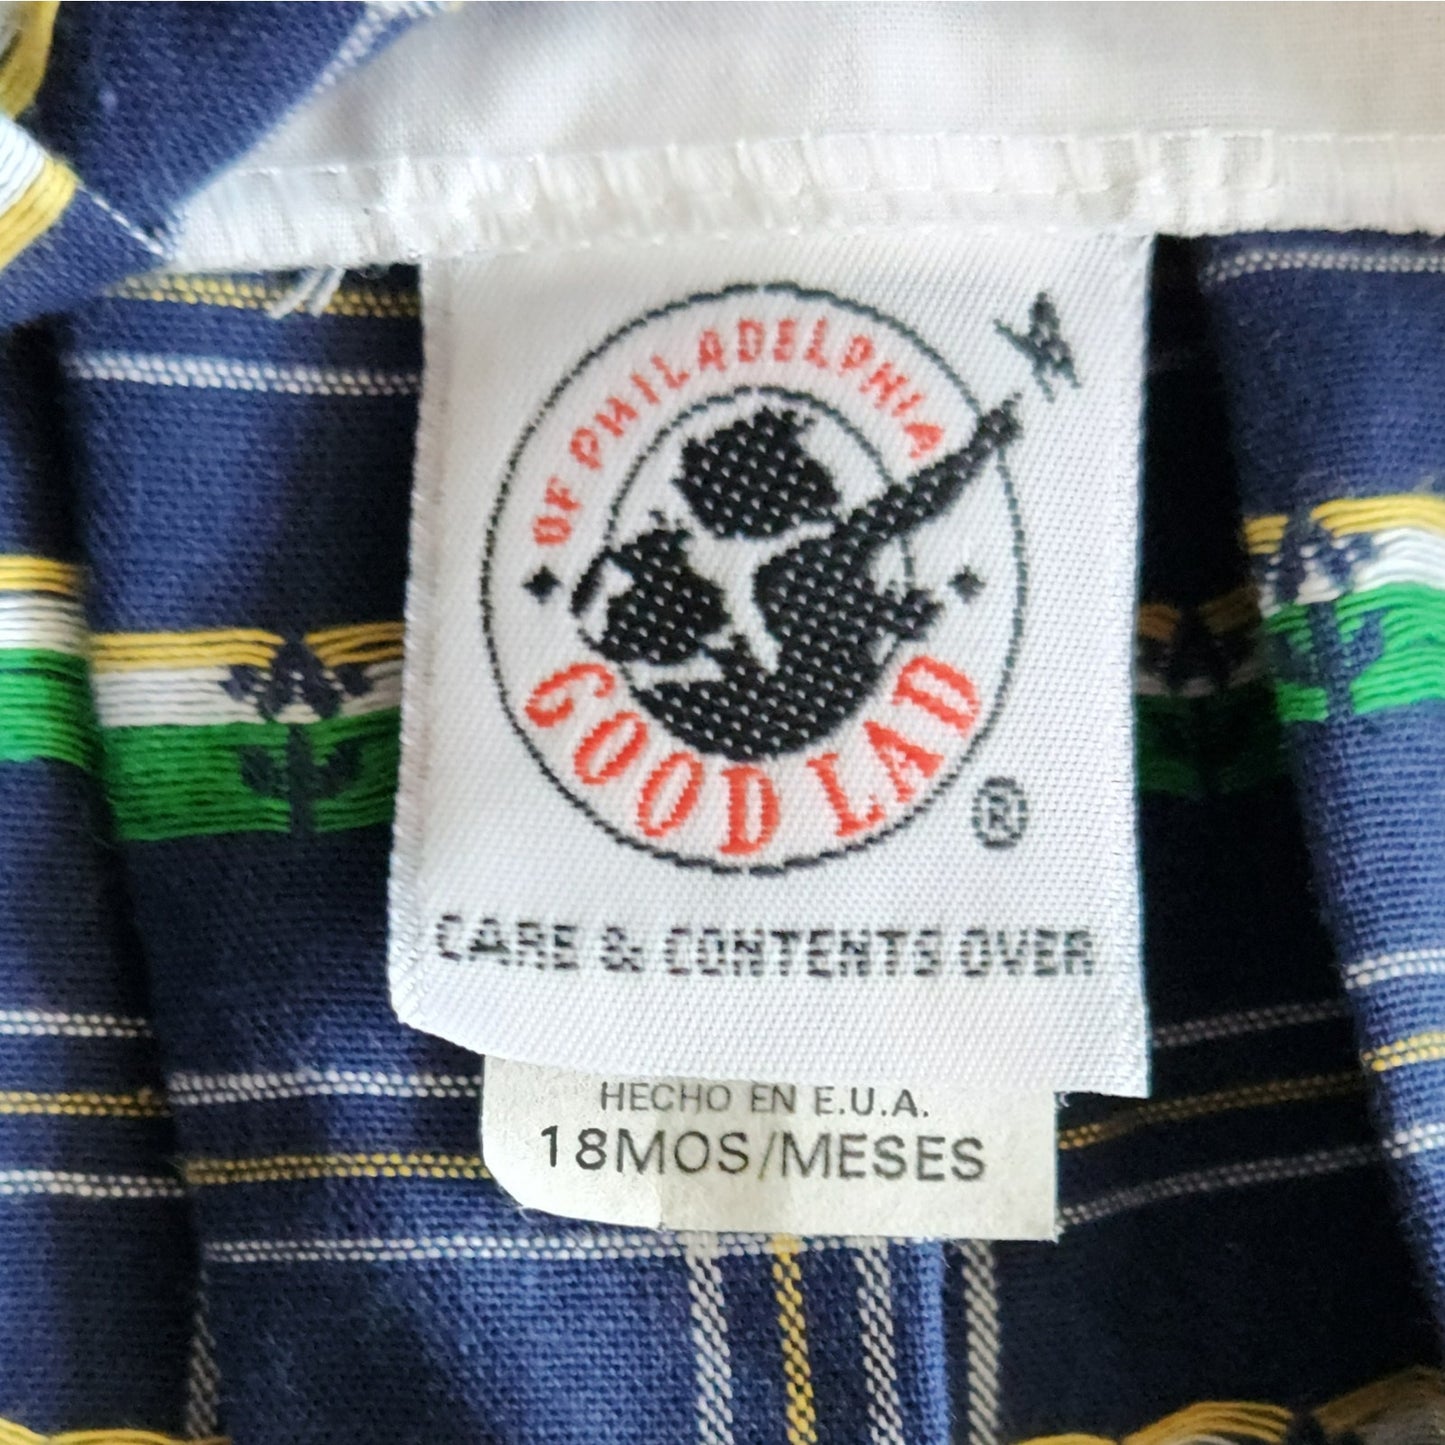 OF PHILADELPHIA
GOOD LAD
®
CARE & CONTENTS OVER
HECHO EN E.U.A.
18MOS/MESES